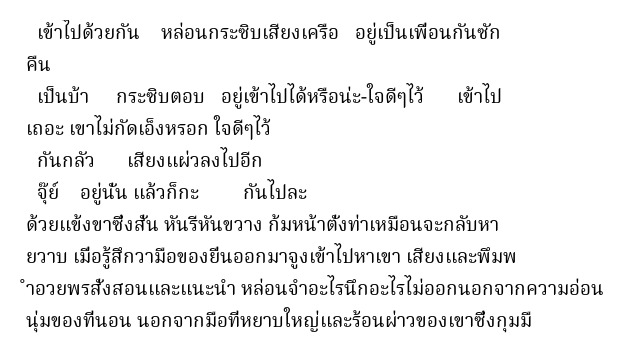 เข้าไปด้วยกัน หล่อนกระซิบเสียงเครือ อยู่เป็นเพือนกันซัก
คืน
เป็นบ้า กระซิบตอบ อยู่เข้าไปได้หรือน่ะ-ใจดีๆไว้ เข้าไป
เถอะ เขาไม่กัดเอ็งหรอก ใจดีๆไว้
กันกลัว เสียงแผ่วลงไปอีก
จุ๊ย์ อยู่นัน แล้วก็กะ กันไปละ
ด้วยแข้งขาซึงสัน หันรีหันขวาง ก้มหน้าตังท่าเหมือนจะกลับหา
ยวาบ เมือรู้สึกวามือของยืนออกมาจูงเข้าไปหาเขา เสียงและพึมพ
ำอวยพรสังสอนและแนะนำ หล่อนจำอะไรนึกอะไรไม่ออกนอกจากความอ่อน
นุ่มของทีนอน นอกจากมือทีหยาบใหญ่และร้อนผ่าวของเขาซึงกุมมื